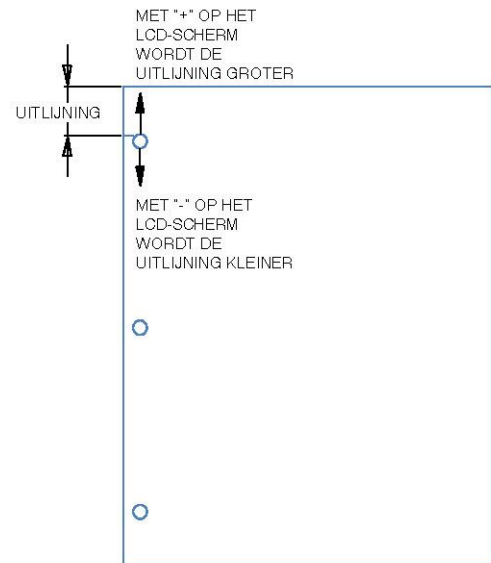 MET "+" OP HET
LCD-SCHERM
WORDT DE
UITLIJNING GROTER
UITLIJNING
MET "-" OP HET
LCD-SCHERM
WORDT DE
UITLIJNING KLEINER